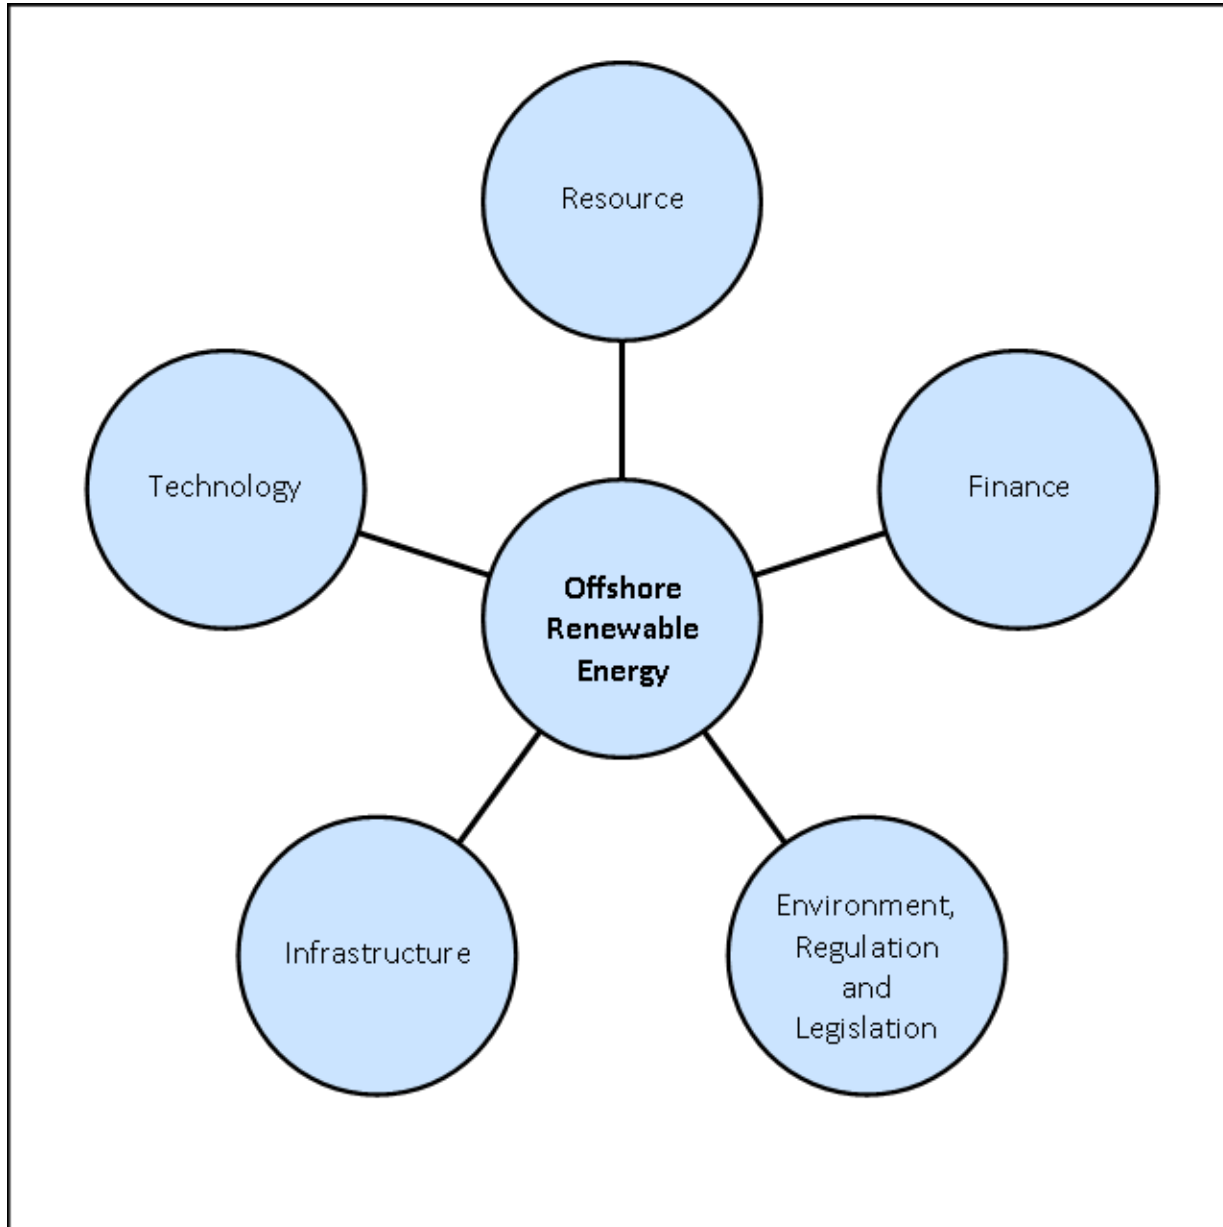 Resource
Technology
Finance
Offshore
Renewable
Energy
Infrastructure
Environment,
Regulation
and
Legislation